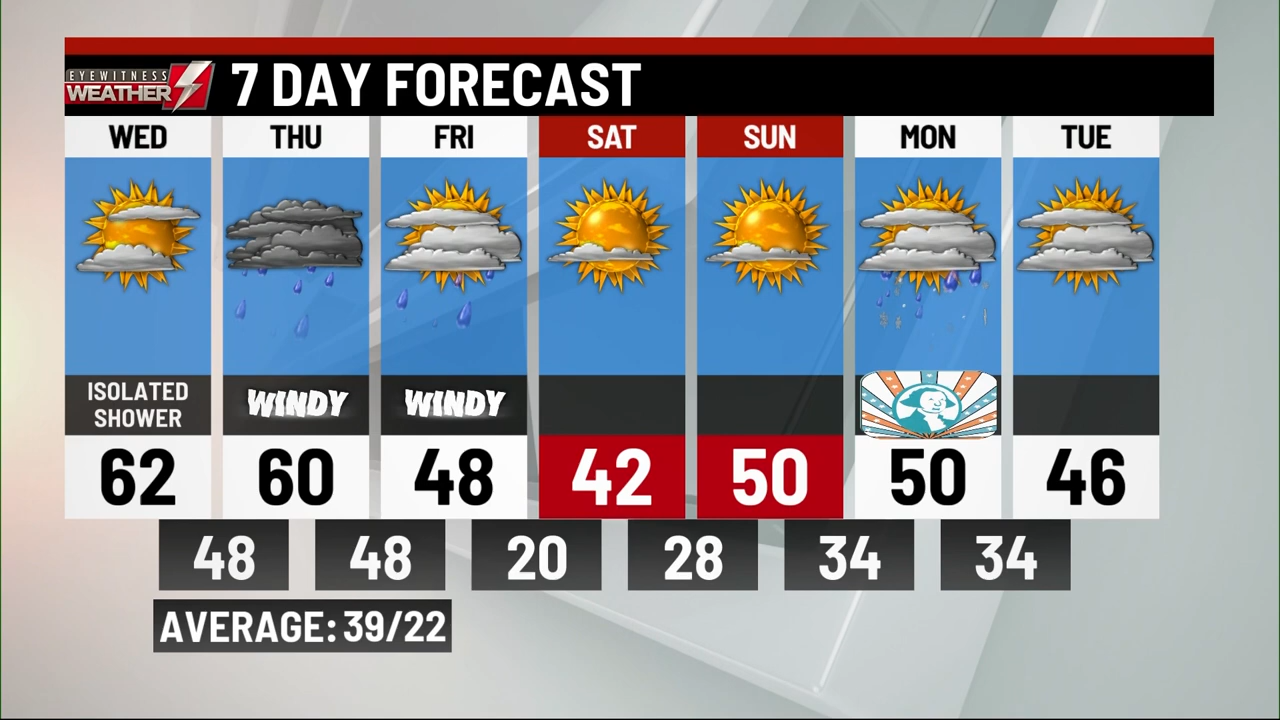 EYEWITNESS
WEATHER
7 DAY FORECAST
WED THU FRI SAT SUN MON TUE
ISOLATED
SHOWER
WINDY WINDY
62 60 48 42 50 50 46
48 48 20 28 34 34
AVERAGE: 39/22